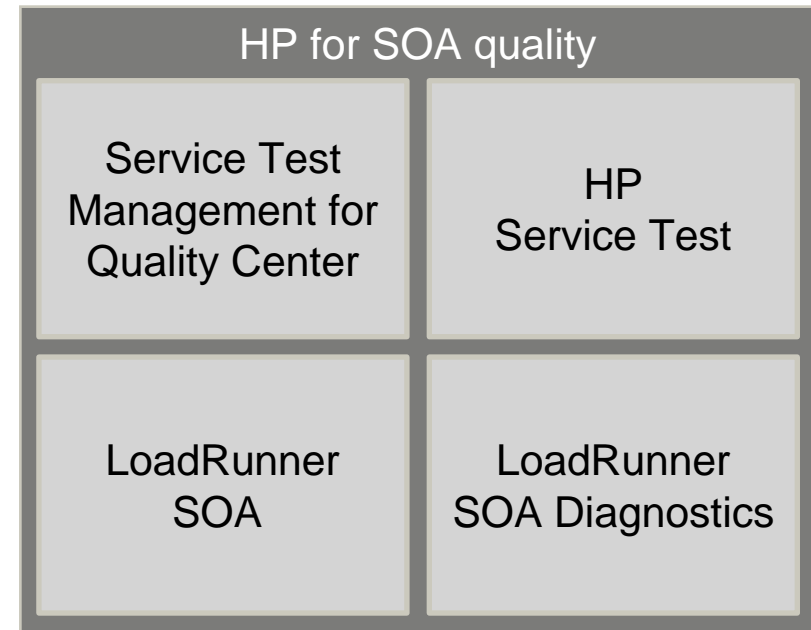 HP for SOA quality
Service Test
Management for
Quality Center
HP
Service Test
LoadRunner
SOA
LoadRunner
SOA Diagnostics